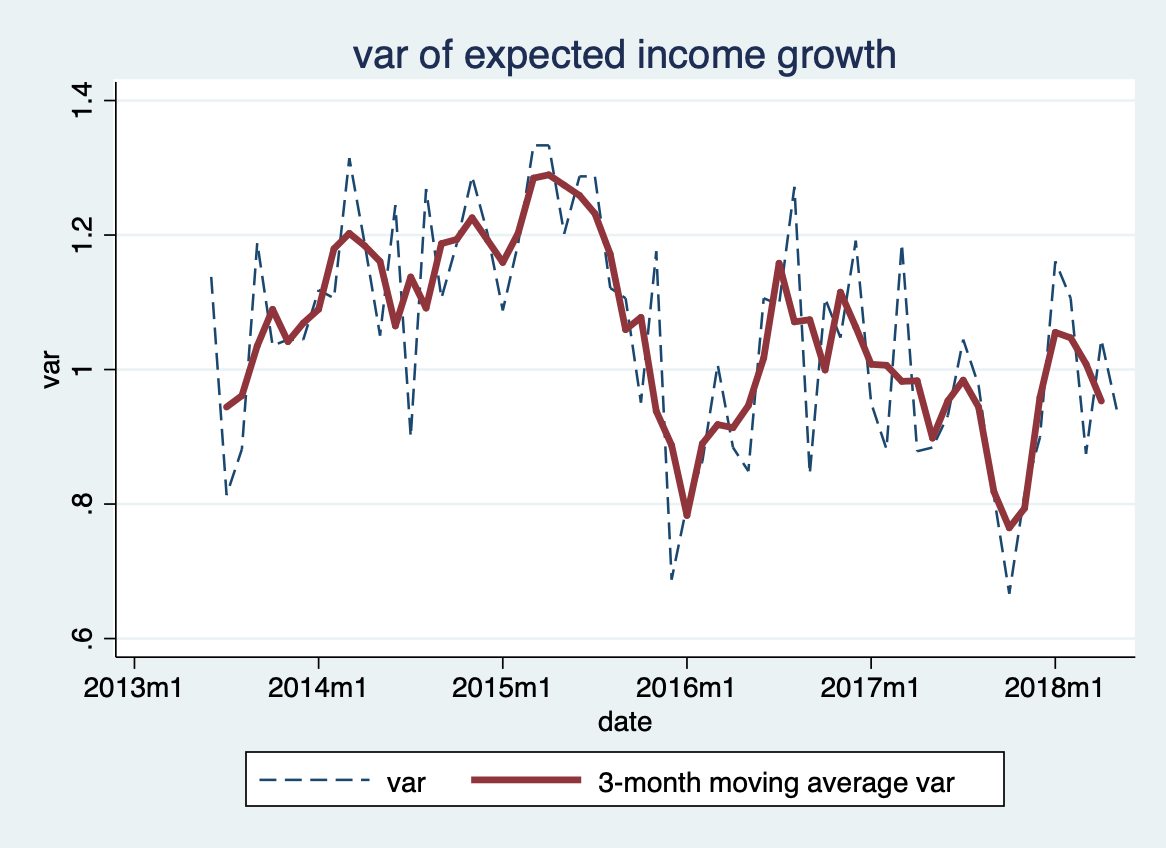 var of expected income growth
1.4
1.2
1
.8
.6
var
2013m1 2014m1 2015m1 2016m1 2017m1 2018m1
date
var 3-month moving average var